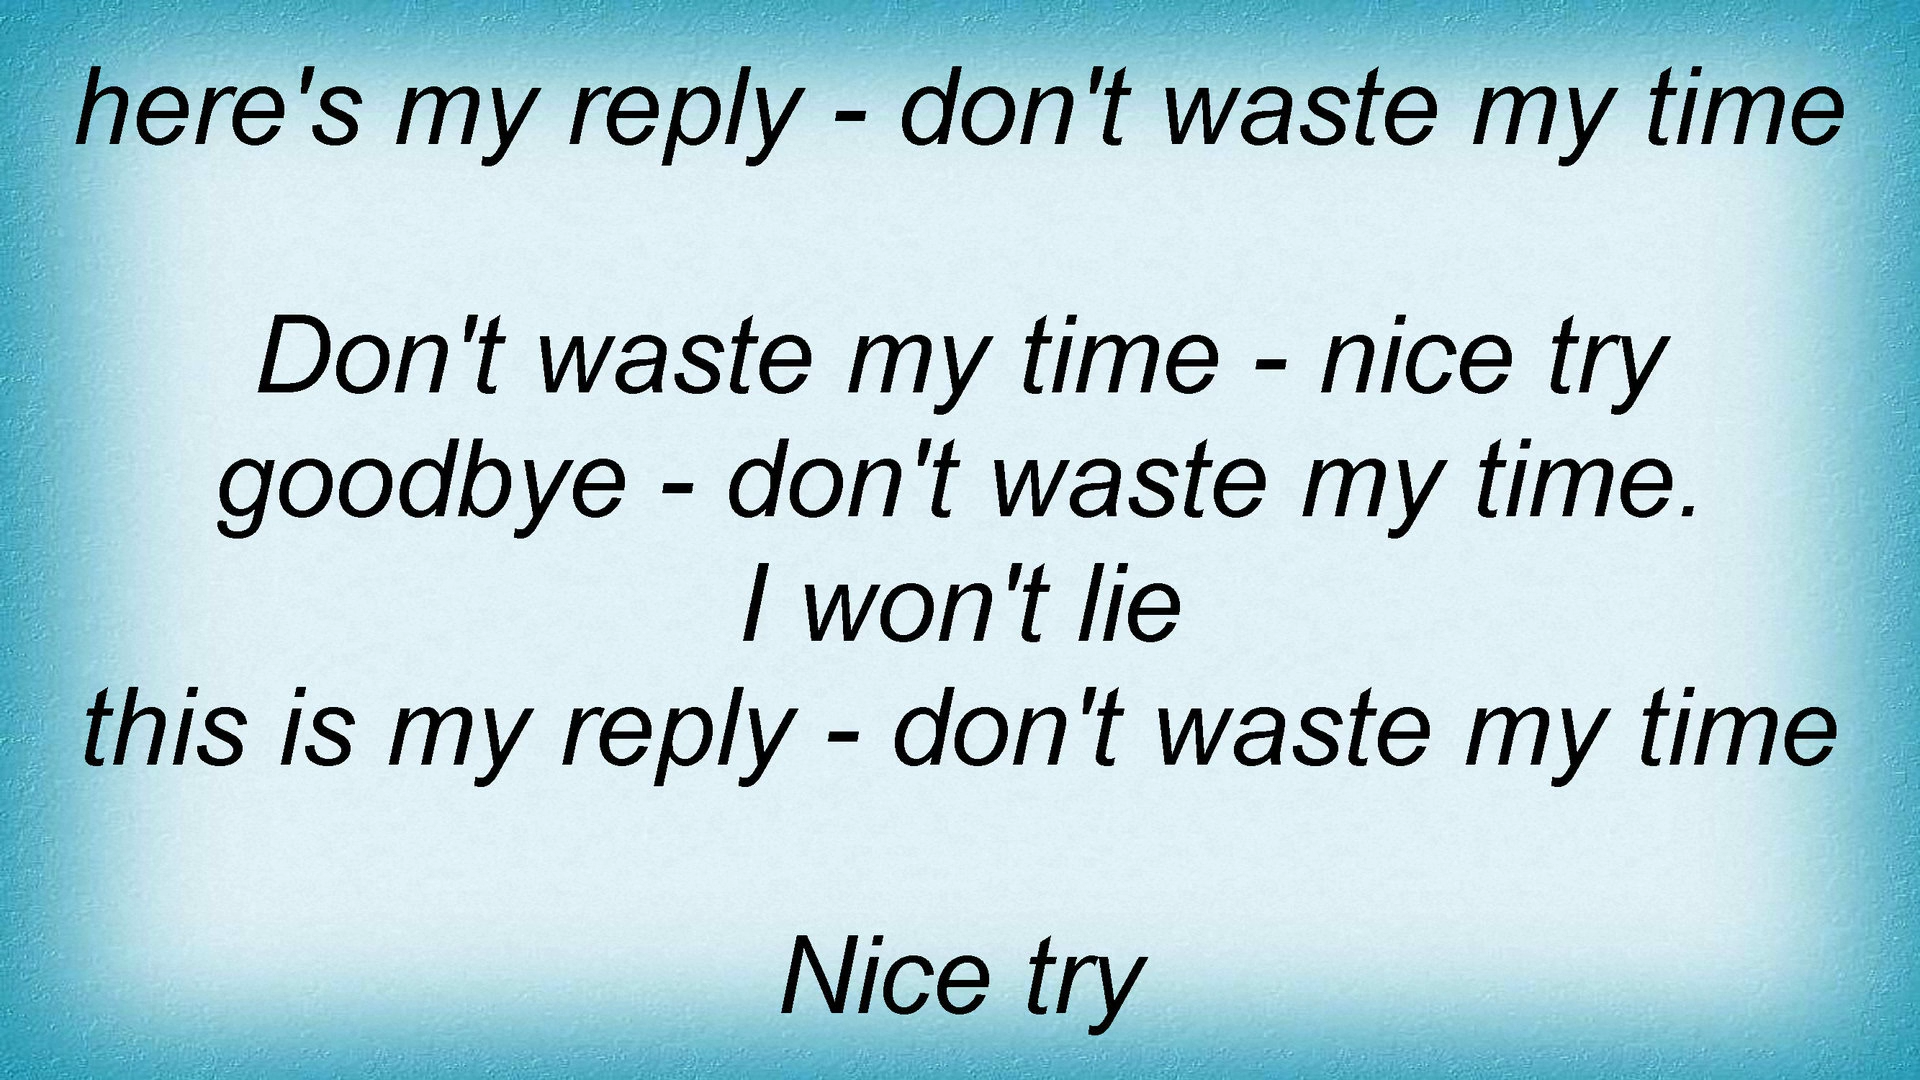 here's my reply - don't waste my time
Don't waste my time - nice try
goodbye - don't waste my time.
I won't lie
this is my reply - don't waste my time
Nice try